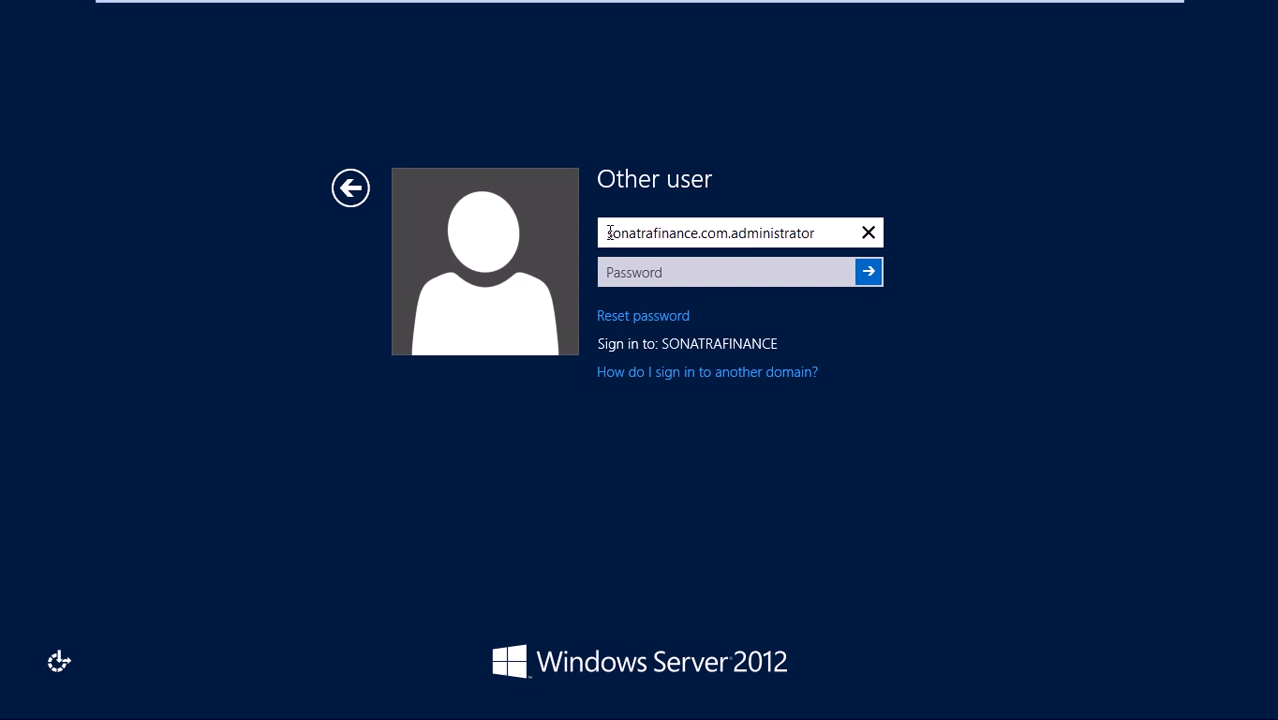 Other user
sonatrafinance.com.administrator
Password
Reset password
Sign in to: SONATRAFINANCE
How do I sign in to another domain?
Windows Server 2012